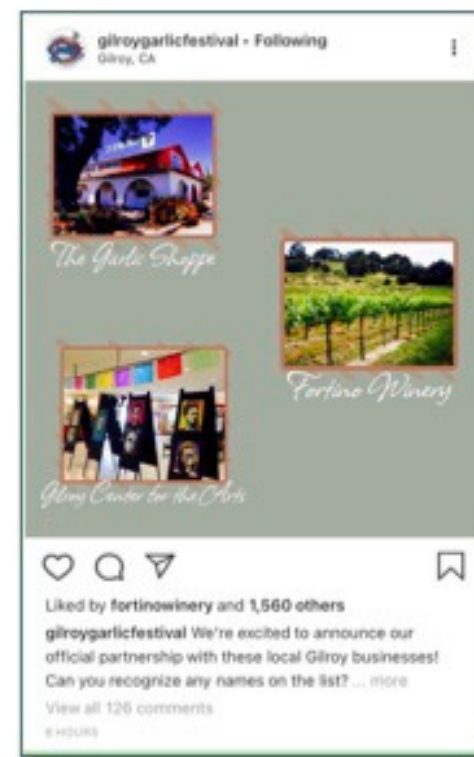 gilroygarlicfestival • Following
Gilroy, CA
The Garlic Shoppe
Fortino Winery
Gilroy Center for the Arts
Liked by fortinowinery and 1,560 others
gilroygarlicfestival We're excited to announce our
official partnership with these local Gilroy businesses!
Can you recognize any names on the list? ... more
View all 126 comments
6 HOURS